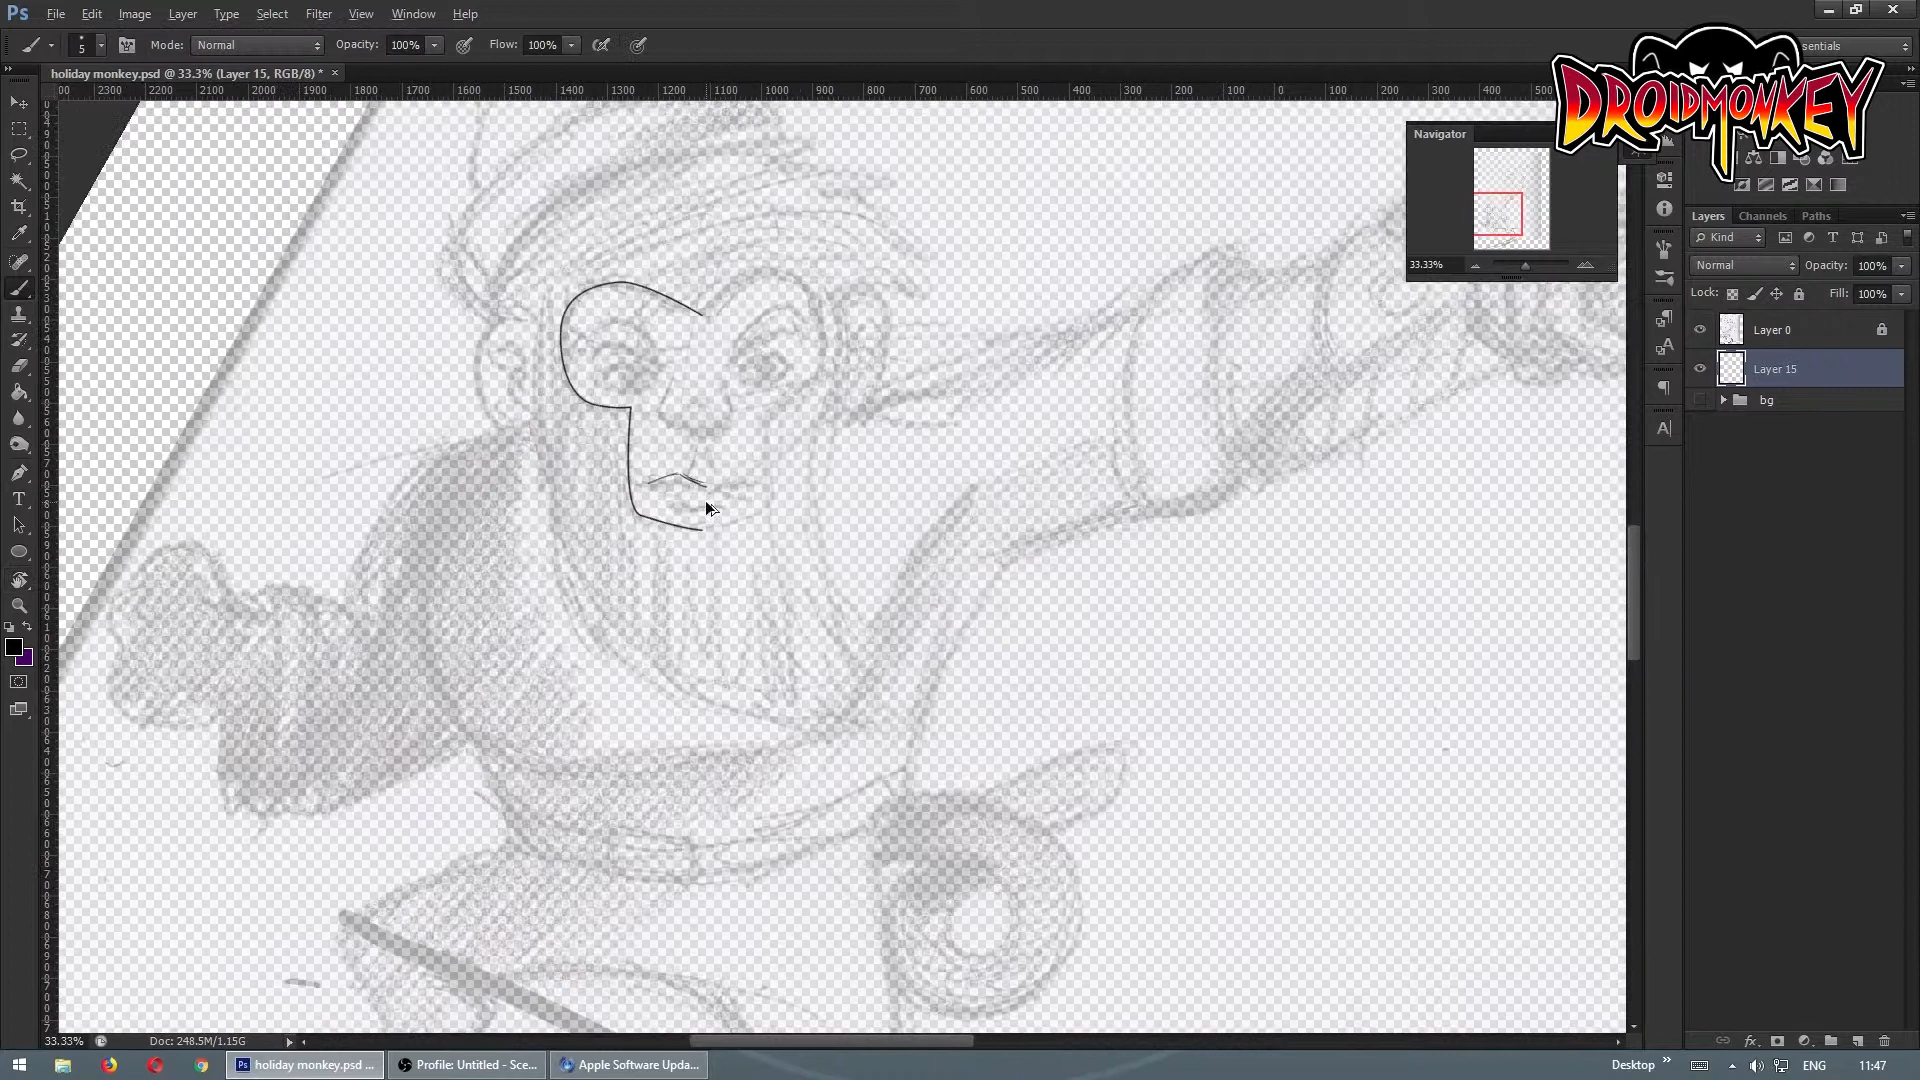 Ps File Edit Image Layer Type Select Filter 3D View Window Help
5 Mode: Normal Opacity: 100% Flow: 100%
sentials
DROIDMONKEY
holiday monkey.psd @ 33.3% (Layer 15, RGB/8) * ×
00 2300 2200 2100 2000 1900 1800 1700 1600 1500 1400 1300 1200 1100 1000 900 800 700 600 500 400 300 200 100 0 100 200 300 400 500
Navigator
33.33%
Layers Channels Paths
Kind
Normal Opacity: 100%
Lock: Fill: 100%
Layer 0
Layer 15
bg
33.33% Doc: 248.5M/1.15G
holiday monkey.psd ... Profile: Untitled - Sce... Apple Software Upda...
Desktop » ENG 11:47